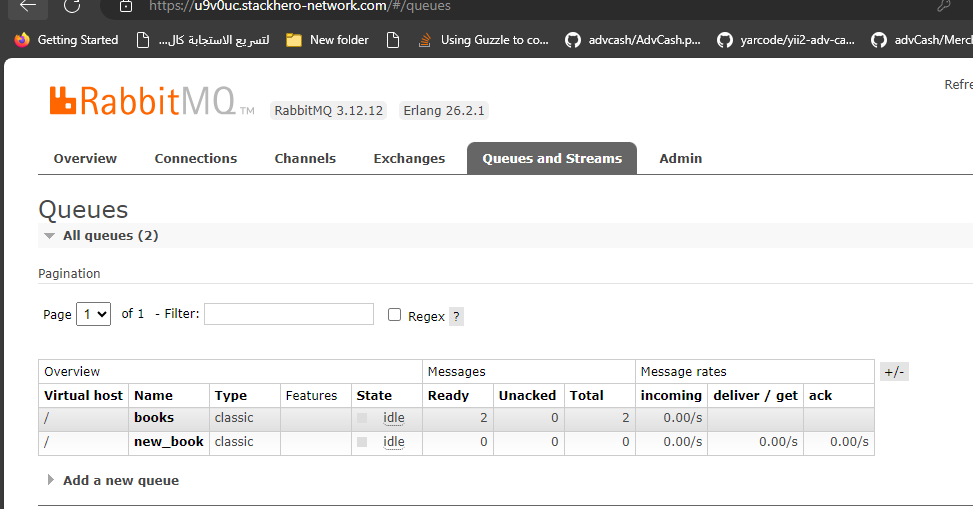 https://u9v0uc.stackhero-network.com/#/queues
Getting Started لتسريع الاستجابة كال... New folder Using Guzzle to co... advcash/AdvCash.p... yarcode/yii2-adv-ca... advCash/Merch
Refre
RabbitMQ TM RabbitMQ 3.12.12 Erlang 26.2.1
Overview Connections Channels Exchanges Queues and Streams Admin
Queues
All queues (2)
Pagination
Page 1 of 1 - Filter: Regex ?
Overview Messages Message rates +/-
Virtual host Name Type Features State Ready Unacked Total incoming deliver / get ack
/ books classic idle 2 0 2 0.00/s
/ new_book classic idle 0 0 0 0.00/s 0.00/s 0.00/s
Add a new queue